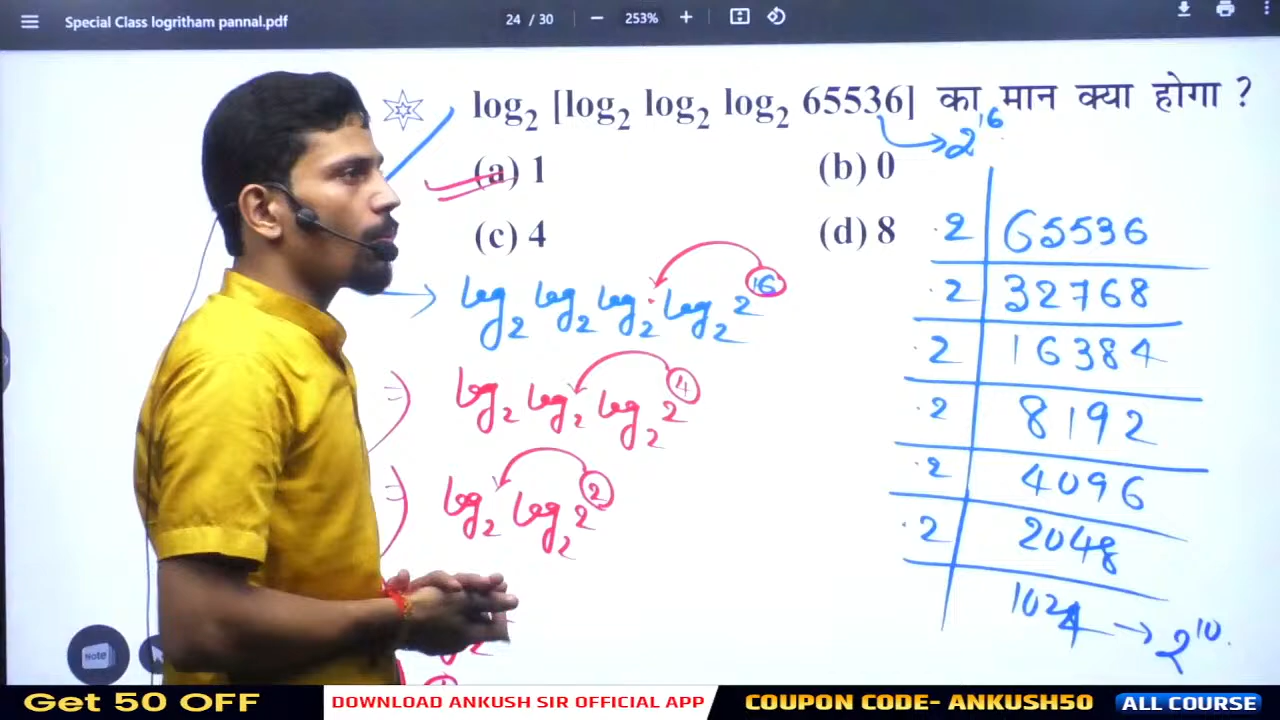 Special Class logritham pannal.pdf
24 / 30
253%
log₂ [log₂ log₂ log₂ 65536] का मान क्या होगा ?
2¹⁶
(a) 1
(b) 0
(c) 4
(d) 8
log₂ log₂ log₂ log₂ 2¹⁶
log₂ log₂ log₂ 2⁴
log₂ log₂ 2²
2 65536
2 32768
2 16384
2 8192
2 4096
2 2048
1024 → 2¹⁰
Note
Get 50 OFF
DOWNLOAD ANKUSH SIR OFFICIAL APP
COUPON CODE- ANKUSH50
ALL COURSE